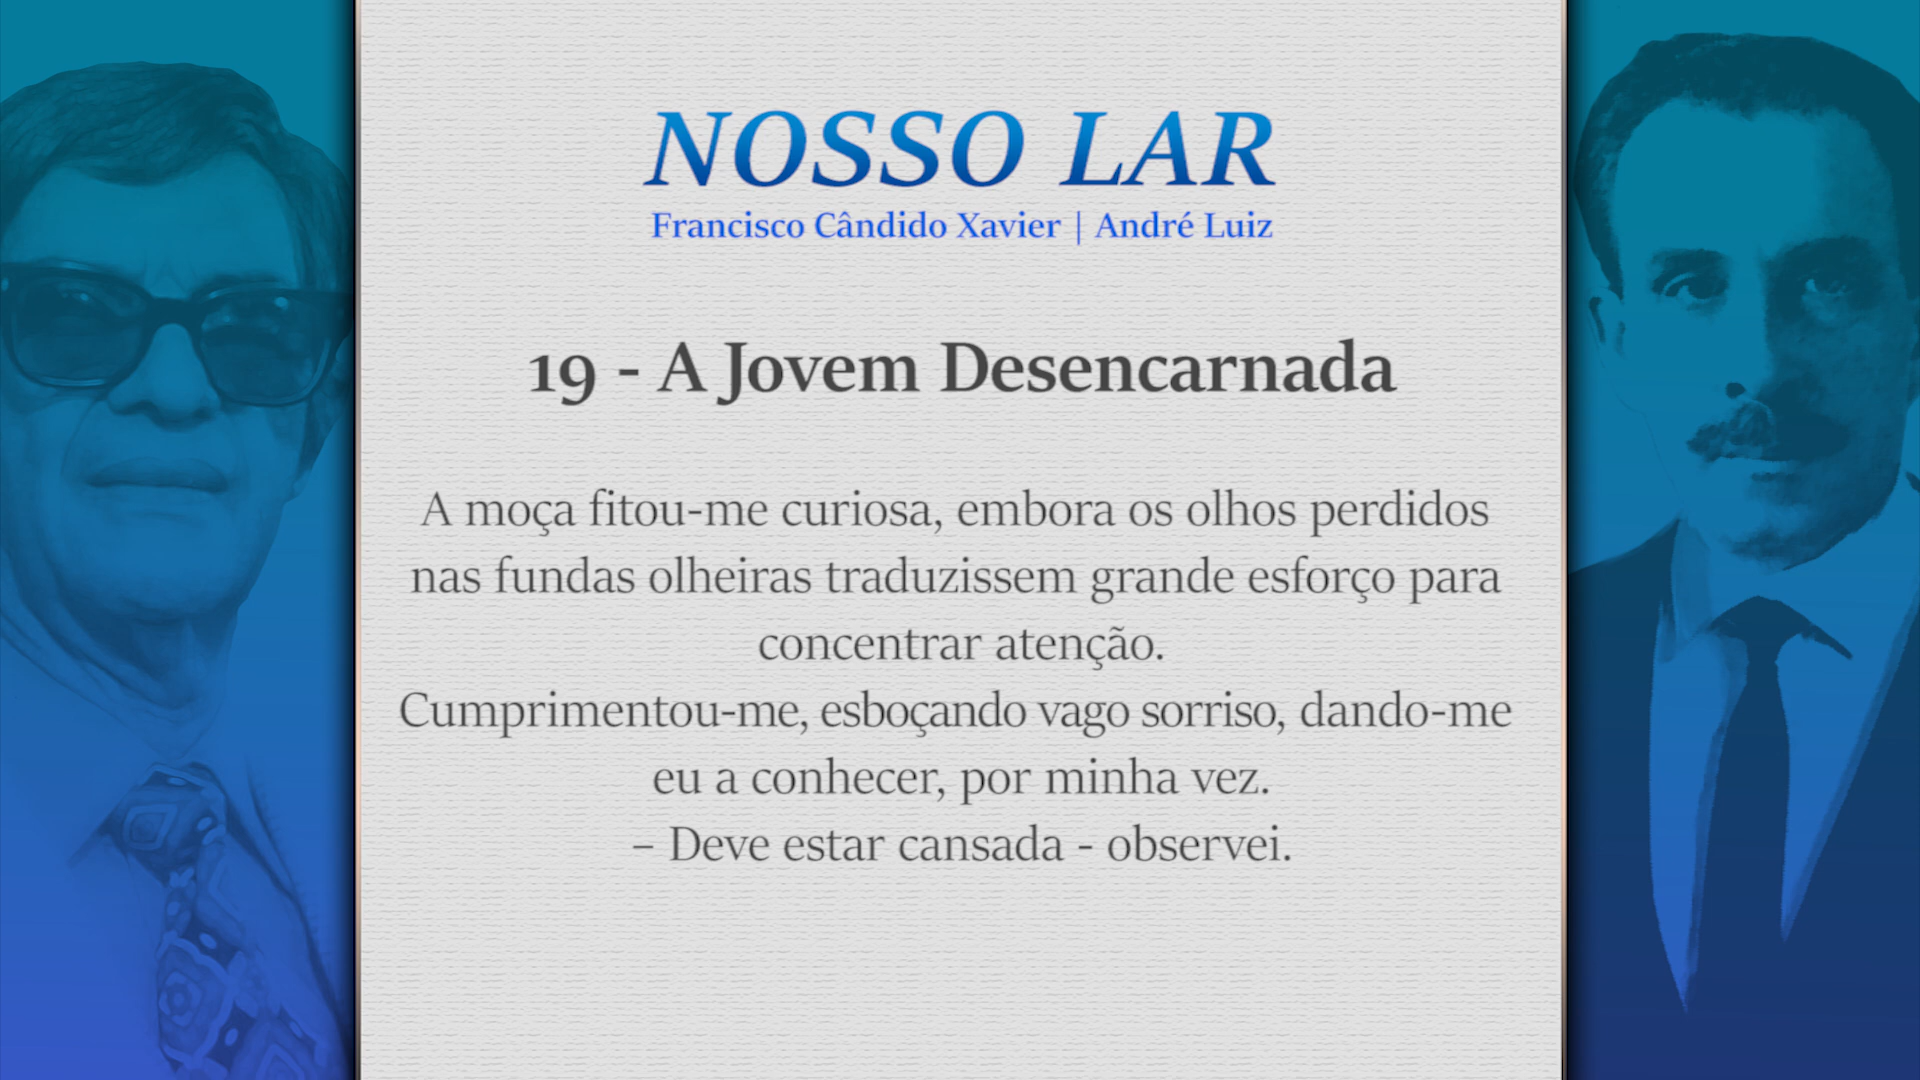 NOSSO LAR
Francisco Cândido Xavier | André Luiz
19 - A Jovem Desencarnada
A moça fitou-me curiosa, embora os olhos perdidos
nas fundas olheiras traduzissem grande esforço para
concentrar atenção.
Cumprimentou-me, esboçando vago sorriso, dando-me
eu a conhecer, por minha vez.
– Deve estar cansada - observei.